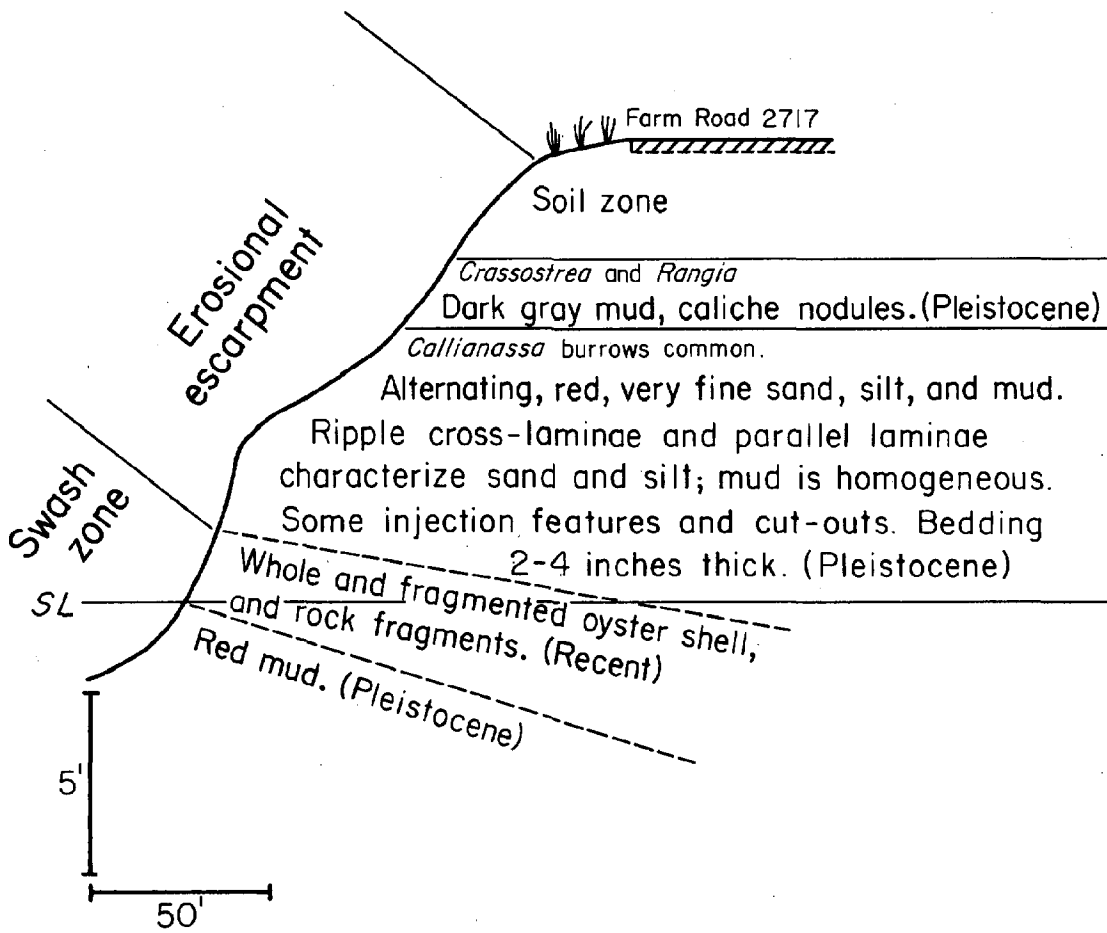 Farm Road 2717
Soil zone
Erosional
escarpment
Crassostrea and Rangia
Dark gray mud, caliche nodules.(Pleistocene)
Callianassa burrows common.
Alternating, red, very fine sand, silt, and mud.
Ripple cross-laminae and parallel laminae
characterize sand and silt; mud is homogeneous.
Some injection features and cut-outs. Bedding
2-4 inches thick. (Pleistocene)
Swash
zone
Whole and fragmented oyster shell,
and rock fragments. (Recent)
SL
Red mud. (Pleistocene)
5'
50'